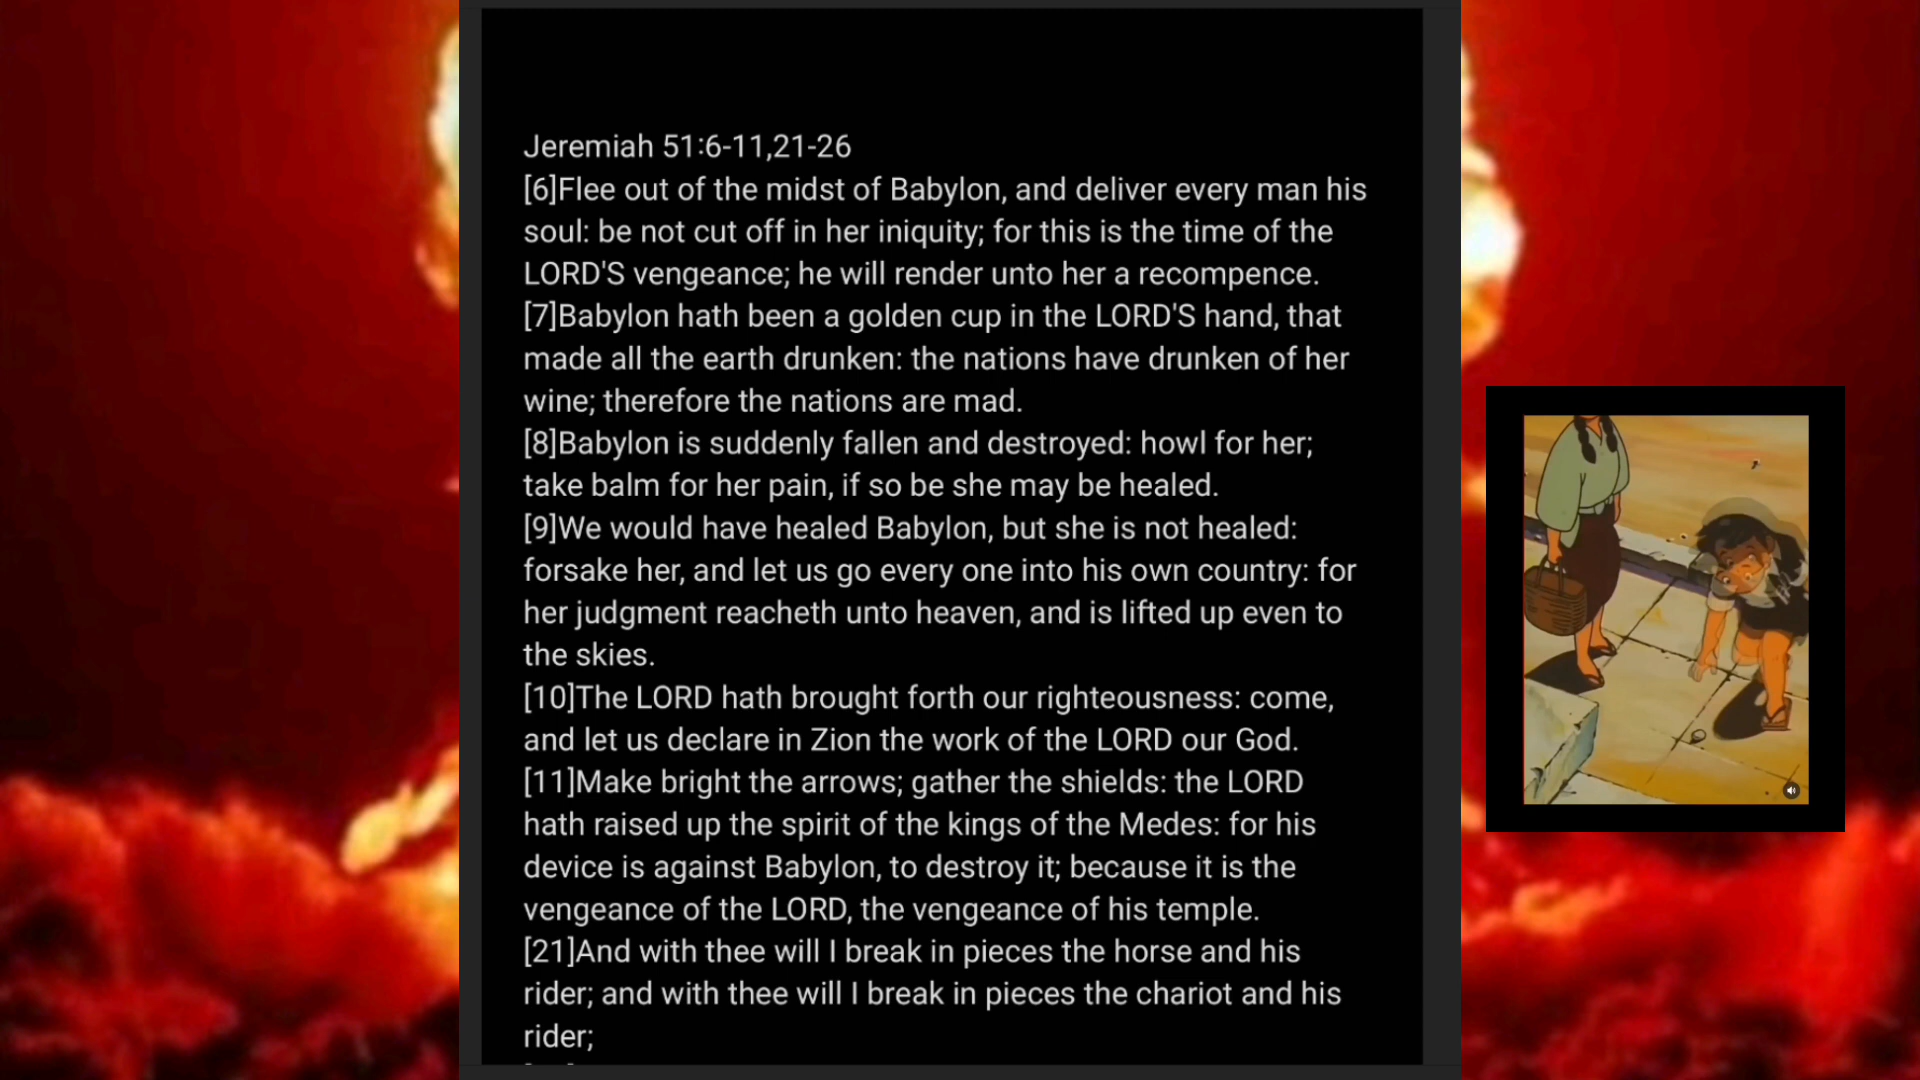 Jeremiah 51:6-11,21-26
[6]Flee out of the midst of Babylon, and deliver every man his
soul: be not cut off in her iniquity; for this is the time of the
LORD'S vengeance; he will render unto her a recompence.
[7]Babylon hath been a golden cup in the LORD'S hand, that
made all the earth drunken: the nations have drunken of her
wine; therefore the nations are mad.
[8]Babylon is suddenly fallen and destroyed: howl for her;
take balm for her pain, if so be she may be healed.
[9]We would have healed Babylon, but she is not healed:
forsake her, and let us go every one into his own country: for
her judgment reacheth unto heaven, and is lifted up even to
the skies.
[10]The LORD hath brought forth our righteousness: come,
and let us declare in Zion the work of the LORD our God.
[11]Make bright the arrows; gather the shields: the LORD
hath raised up the spirit of the kings of the Medes: for his
device is against Babylon, to destroy it; because it is the
vengeance of the LORD, the vengeance of his temple.
[21]And with thee will I break in pieces the horse and his
rider; and with thee will I break in pieces the chariot and his
rider;